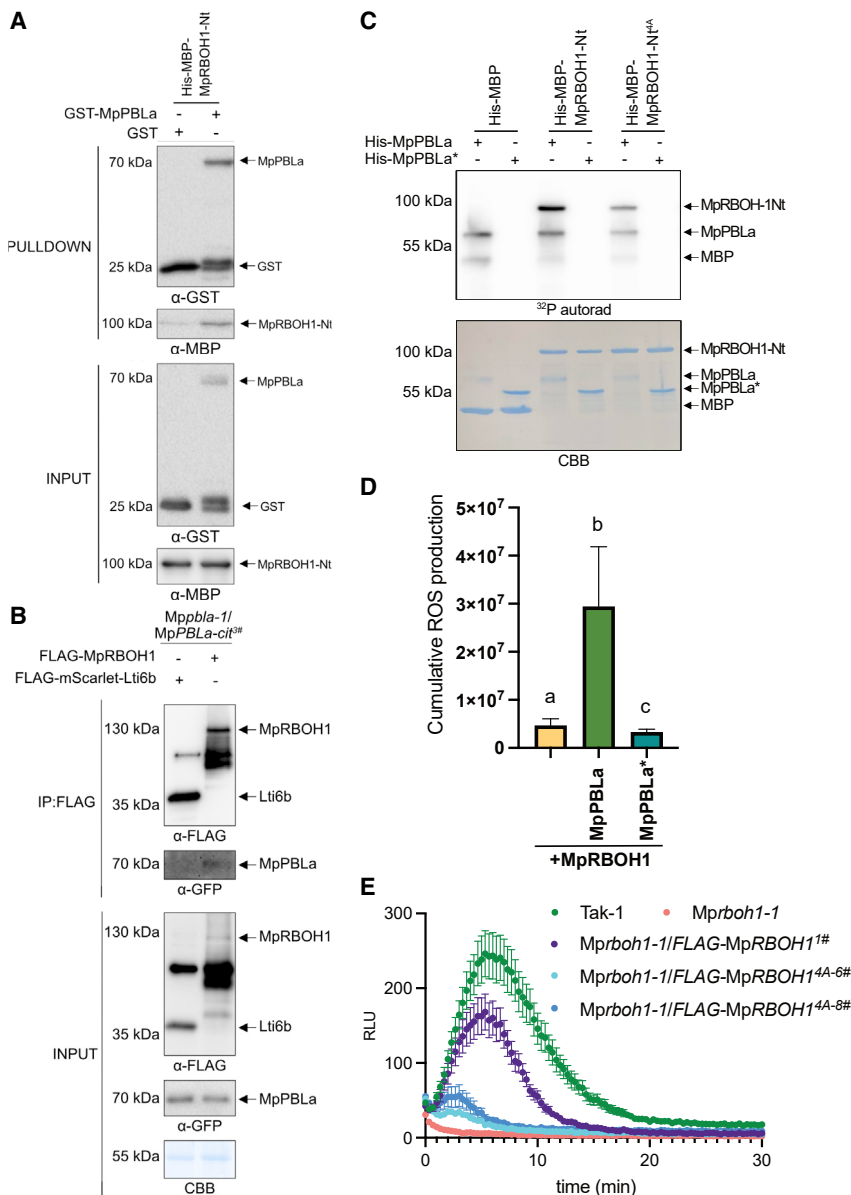 A
His-MBP-
MpRBOH1-Nt
GST-MpPBLa - +
GST + -
PULLDOWN
70 kDa
MpPBLa
25 kDa
GST
α-GST
100 kDa
MpRBOH1-Nt
α-MBP
INPUT
70 kDa
MpPBLa
25 kDa
GST
α-GST
100 kDa
MpRBOH1-Nt
α-MBP
B
Mppbla-1/
MpPBLa-cit3#
FLAG-MpRBOH1 - +
FLAG-mScarlet-Lti6b + -
IP:FLAG
130 kDa
MpRBOH1
35 kDa
Lti6b
α-FLAG
70 kDa
MpPBLa
α-GFP
INPUT
130 kDa
MpRBOH1
35 kDa
Lti6b
α-FLAG
70 kDa
MpPBLa
α-GFP
55 kDa
CBB
C
His-MBP
His-MBP-
MpRBOH1-Nt
His-MBP-
MpRBOH1-Nt4A
His-MpPBLa + - + - + -
His-MpPBLa* - + - + - +
100 kDa
MpRBOH-1Nt
MpPBLa
55 kDa
MBP
32P autorad
100 kDa
MpRBOH1-Nt
MpPBLa
55 kDa
MpPBLa*
MBP
CBB
D
Cumulative ROS production
5×10⁷
4×10⁷
3×10⁷
2×10⁷
1×10⁷
0
a
b
c
MpPBLa
MpPBLa*
+MpRBOH1
E
RLU
300
200
100
0
Tak-1 Mprboh1-1
Mprboh1-1/FLAG-MpRBOH11#
Mprboh1-1/FLAG-MpRBOH14A-6#
Mprboh1-1/FLAG-MpRBOH14A-8#
0 10 20 30
time (min)